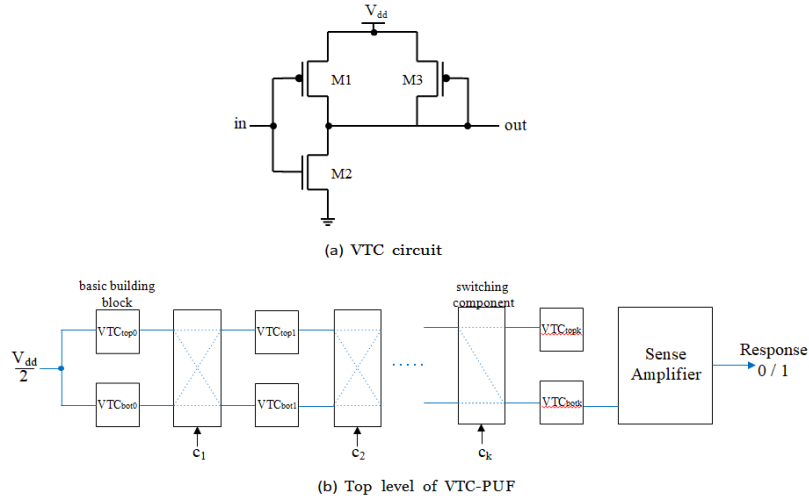 Vdd
M1
M3
in
out
M2
(a) VTC circuit
basic building
block
switching
component
VTCtop0
VTCtop1
VTCtopk
Vdd
2
.....
Sense
Amplifier
Response
0 / 1
VTCbot0
VTCbot1
VTCbotk
c1
c2
ck
(b) Top level of VTC-PUF